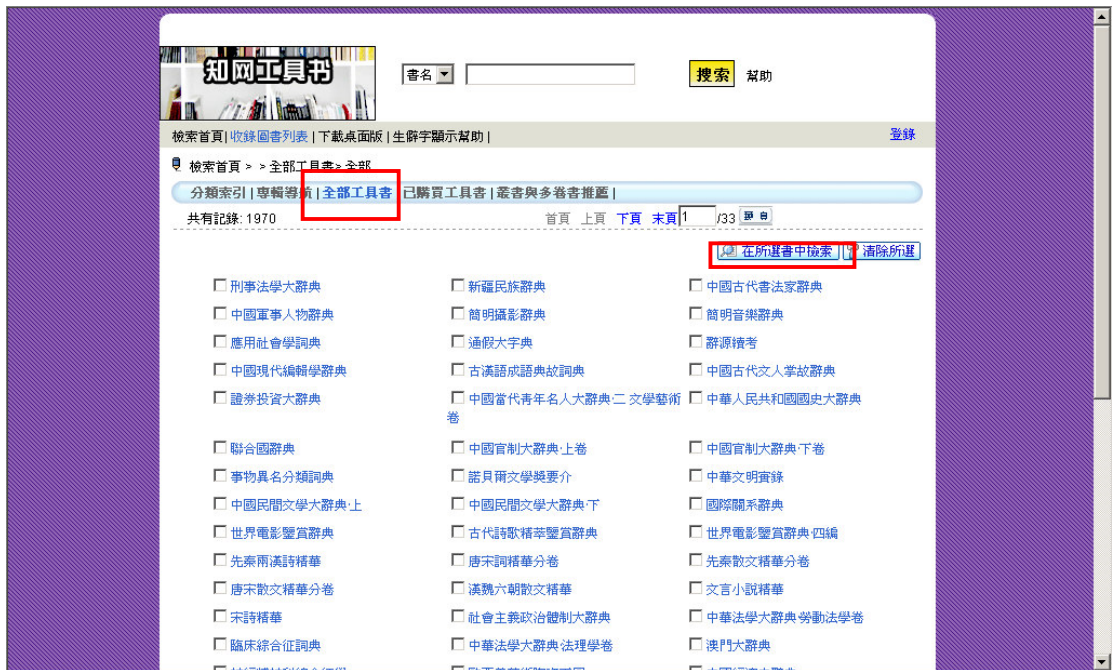 知网工具书
書名 搜索 幫助
檢索首頁|收錄圖書列表|下載桌面版|生僻字顯示幫助| 登錄
檢索首頁 > > 全部工具書> 全部
分類索引|專輯導航|全部工具書 已購買工具書|叢書與多卷書推薦|
共有記錄: 1970 首頁 上頁 下頁 末頁 1 /33
在所選書中檢索 清除所選
刑事法學大辭典 新疆民族辭典 中國古代書法家辭典
中國軍事人物辭典 簡明攝影辭典 簡明音樂辭典
應用社會學詞典 通假大字典 辭源續考
中國現代編輯學辭典 古漢語成語典故詞典 中國古代文人掌故辭典
證券投資大辭典 中國當代青年名人大辭典·二 文學藝術 中華人民共和國國史大辭典
卷
聯合國辭典 中國官制大辭典·上卷 中國官制大辭典·下卷
事物異名分類詞典 諾貝爾文學獎要介 中華文明實錄
中國民間文學大辭典·上 中國民間文學大辭典·下 國際關系辭典
世界電影鑒賞辭典 古代詩歌精萃鑒賞辭典 世界電影鑒賞辭典·四編
先秦兩漢詩精華 唐宋詞精華分卷 先秦散文精華分卷
唐宋散文精華分卷 漢魏六朝散文精華 文言小說精華
宋詩精華 社會主義政治體制大辭典 中華法學大辭典·勞動法學卷
臨床綜合征詞典 中華法學大辭典·法理學卷 澳門大辭典